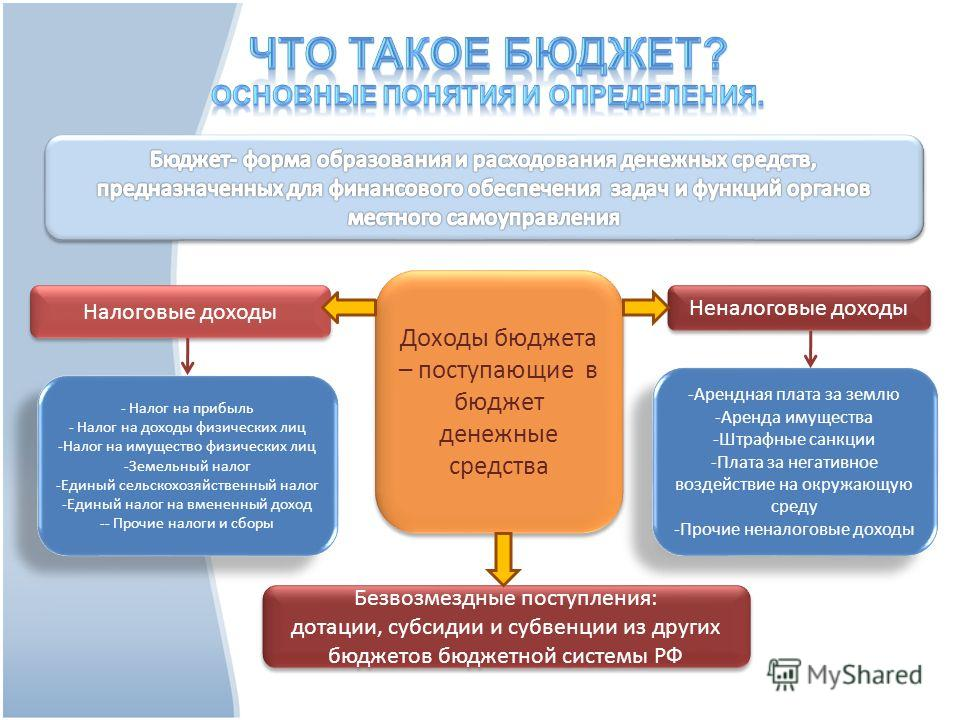 ЧТО ТАКОЕ БЮДЖЕТ?
ОСНОВНЫЕ ПОНЯТИЯ И ОПРЕДЕЛЕНИЯ.
Бюджет- форма образования и расходования денежных средств,
предназначенных для финансового обеспечения задач и функций органов
местного самоуправления
Налоговые доходы
- Налог на прибыль
- Налог на доходы физических лиц
-Налог на имущество физических лиц
-Земельный налог
-Единый сельскохозяйственный налог
-Единый налог на вмененный доход
-- Прочие налоги и сборы
Доходы бюджета
– поступающие в
бюджет
денежные
средства
Неналоговые доходы
-Арендная плата за землю
-Аренда имущества
-Штрафные санкции
-Плата за негативное
воздействие на окружающую
среду
-Прочие неналоговые доходы
Безвозмездные поступления:
дотации, субсидии и субвенции из других
бюджетов бюджетной системы РФ
MyShared